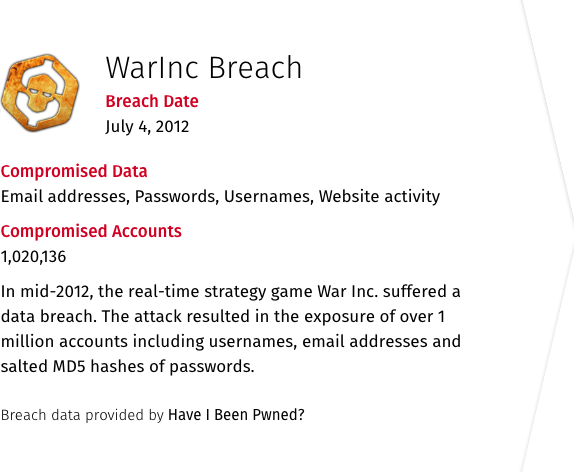 WarInc Breach
Breach Date
July 4, 2012
Compromised Data
Email addresses, Passwords, Usernames, Website activity
Compromised Accounts
1,020,136
In mid-2012, the real-time strategy game War Inc. suffered a
data breach. The attack resulted in the exposure of over 1
million accounts including usernames, email addresses and
salted MD5 hashes of passwords.
Breach data provided by Have I Been Pwned?